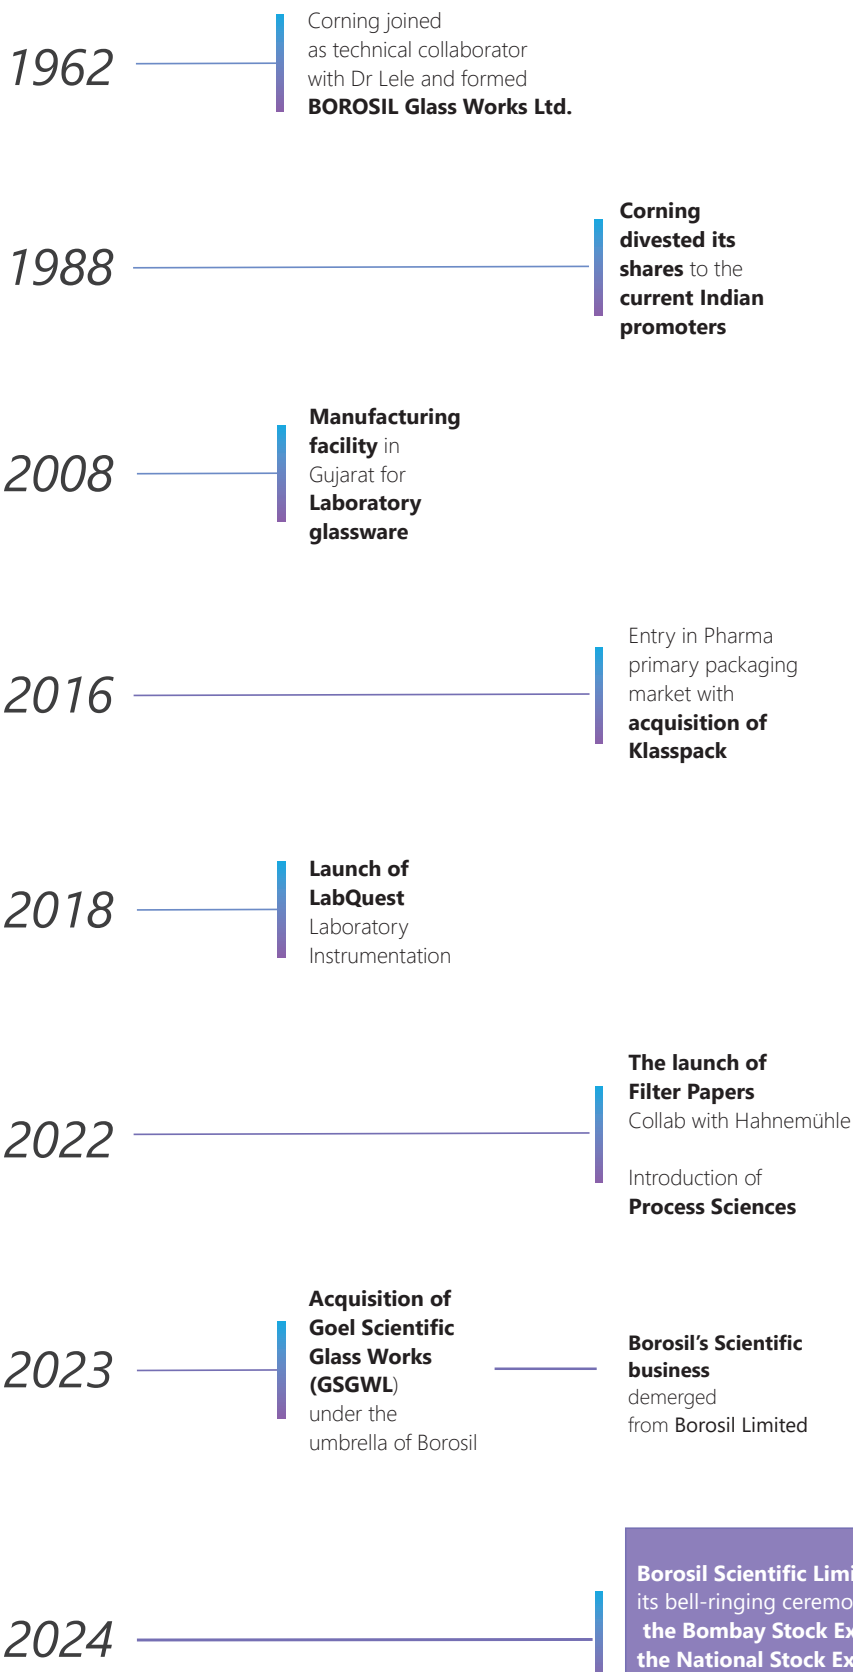 1962
Corning joined
as technical collaborator
with Dr Lele and formed
BOROSIL Glass Works Ltd.
1988
Corning
divested its
shares to the
current Indian
promoters
2008
Manufacturing
facility in
Gujarat for
Laboratory
glassware
2016
Entry in Pharma
primary packaging
market with
acquisition of
Klasspack
2018
Launch of
LabQuest
Laboratory
Instrumentation
2022
The launch of
Filter Papers
Collab with Hahnemühle
Introduction of
Process Sciences
2023
Acquisition of
Goel Scientific
Glass Works
(GSGWL)
under the
umbrella of Borosil
Borosil's Scientific
business
demerged
from Borosil Limited
2024
Borosil Scientific
its bell-ringing
the Bombay Stock
the National Stock